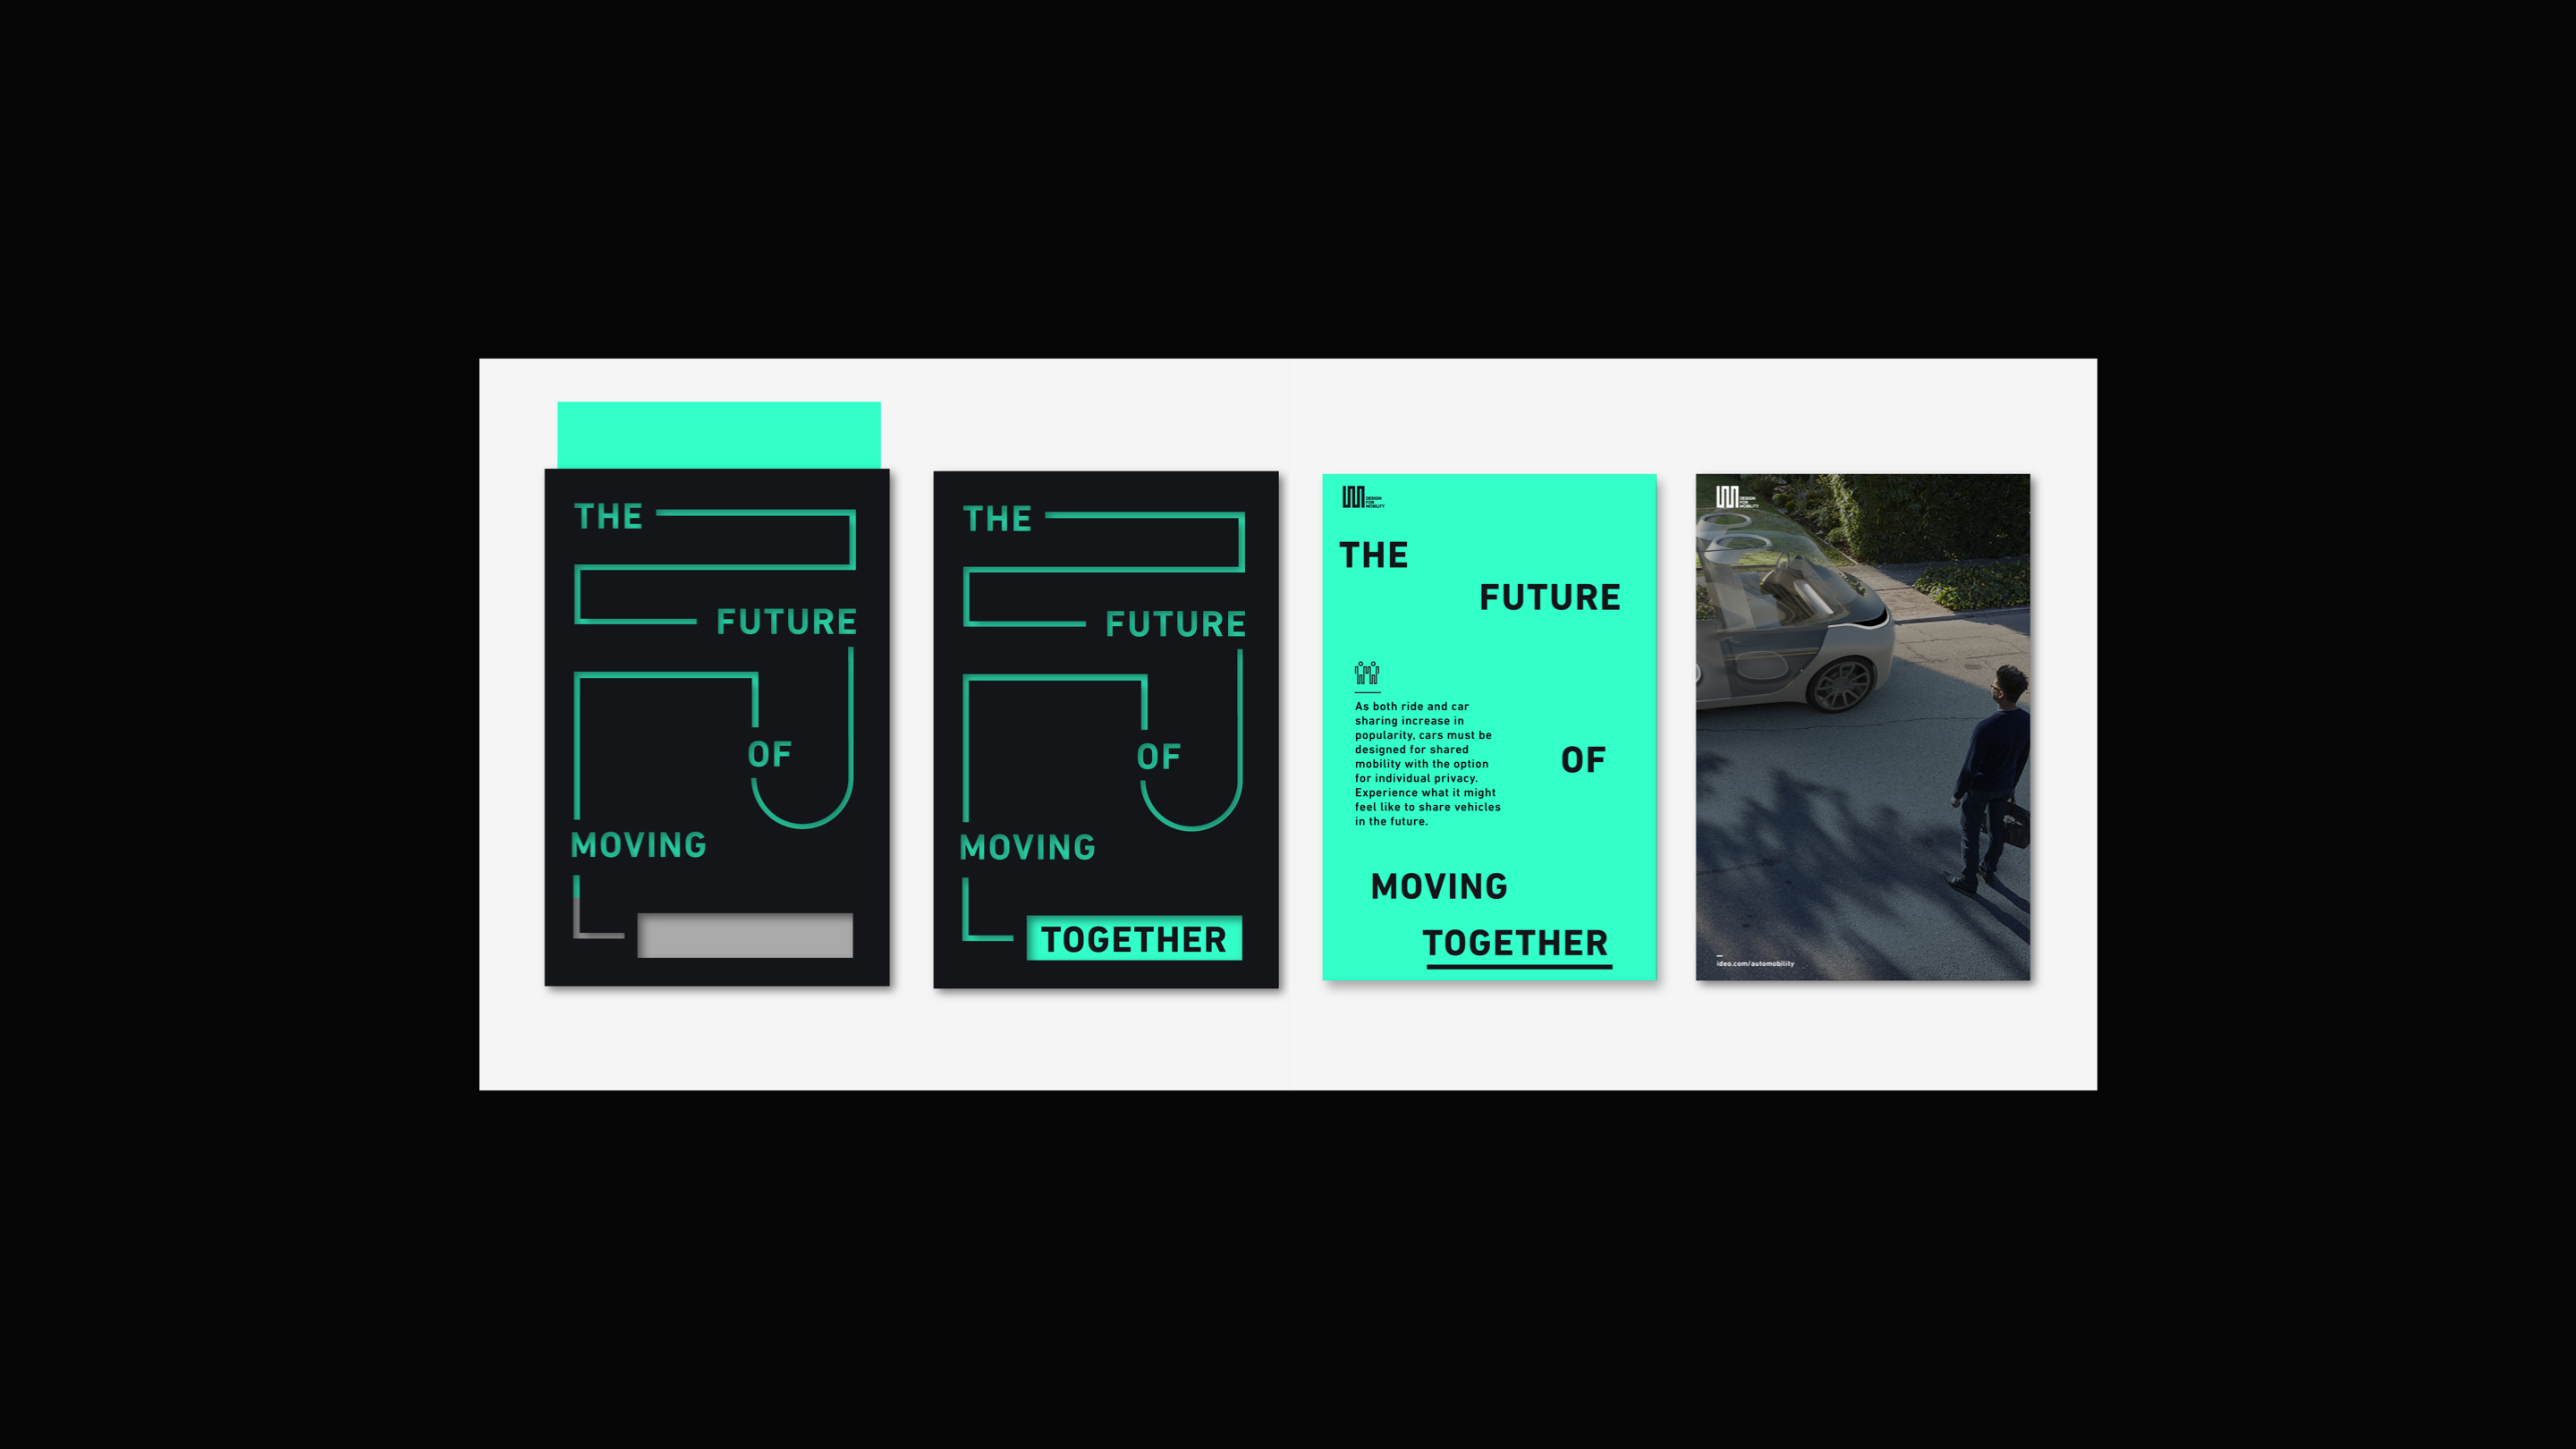 THE
FUTURE
OF
MOVING
THE
FUTURE
OF
MOVING
TOGETHER
DESIGN
FOR
MOBILITY
THE
FUTURE
As both ride and car
sharing increase in
popularity, cars must be
designed for shared
mobility with the option
for individual privacy.
Experience what it might
feel like to share vehicles
in the future.
OF
MOVING
TOGETHER
DESIGN
FOR
MOBILITY
ideo.com/automobility